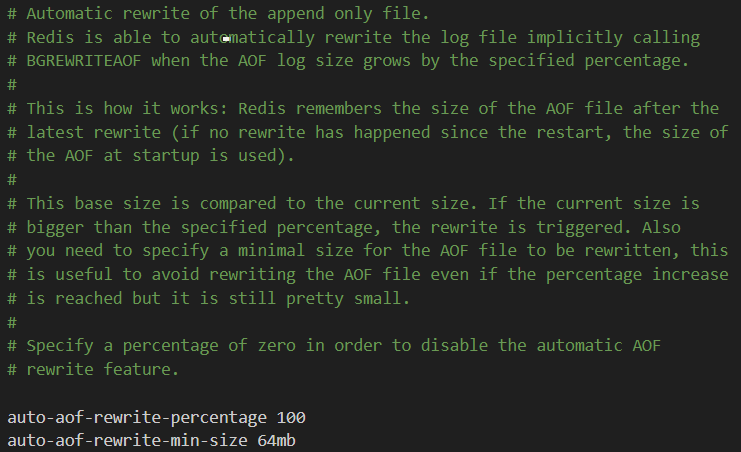 # Automatic rewrite of the append only file.
# Redis is able to automatically rewrite the log file implicitly calling
# BGREWRITEAOF when the AOF log size grows by the specified percentage.
#
# This is how it works: Redis remembers the size of the AOF file after the
# latest rewrite (if no rewrite has happened since the restart, the size of
# the AOF at startup is used).
#
# This base size is compared to the current size. If the current size is
# bigger than the specified percentage, the rewrite is triggered. Also
# you need to specify a minimal size for the AOF file to be rewritten, this
# is useful to avoid rewriting the AOF file even if the percentage increase
# is reached but it is still pretty small.
#
# Specify a percentage of zero in order to disable the automatic AOF
# rewrite feature.
auto-aof-rewrite-percentage 100
auto-aof-rewrite-min-size 64mb